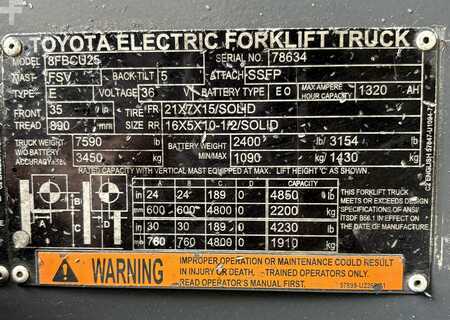 TOYOTA ELECTRIC FORKLIFT TRUCK
MODEL 8FBCU25 SERIAL NO. 78634
MAST FSV BACK-TILT 5 ATTACH SSFP
TYPE E VOLTAGE 36 V BATTERY TYPE EO MAX AMPERE HOUR CAPACITY 1320 AH
FRONT 35 in TIRE FR 21X7X15/SOLID
TREAD 890 mm SIZE RR 16X5X10-1/2/SOLID
TRUCK WEIGHT 7590 lb BATTERY WEIGHT 2400 lb 3154 lb
W/O BATTERY ACCURACY ±5% 3450 kg MIN/MAX 1090 kg 1430 kg
RATED CAPACITY WITH VERTICAL MAST EQUIPPED AT MAX. LIFT HEIGHT 'C' AS SHOWN.
A B C D CAPACITY
in 24 24 189 0 4850 lb
mm 600 600 4800 0 2200 kg
in 30 30 189 0 4230 lb
mm 760 760 4800 0 1910 kg
THIS FORKLIFT TRUCK
MEETS OR EXCEEDS DESIGN
SPECIFICATIONS OF ANSI/
ITSDF B56.1 IN EFFECT ON
THE DATE OF MANUFACTURE.
WARNING
IMPROPER OPERATION OR MAINTENANCE COULD RESULT
IN INJURY OR DEATH. TRAINED OPERATORS ONLY.
READ OPERATOR'S MANUAL FIRST.